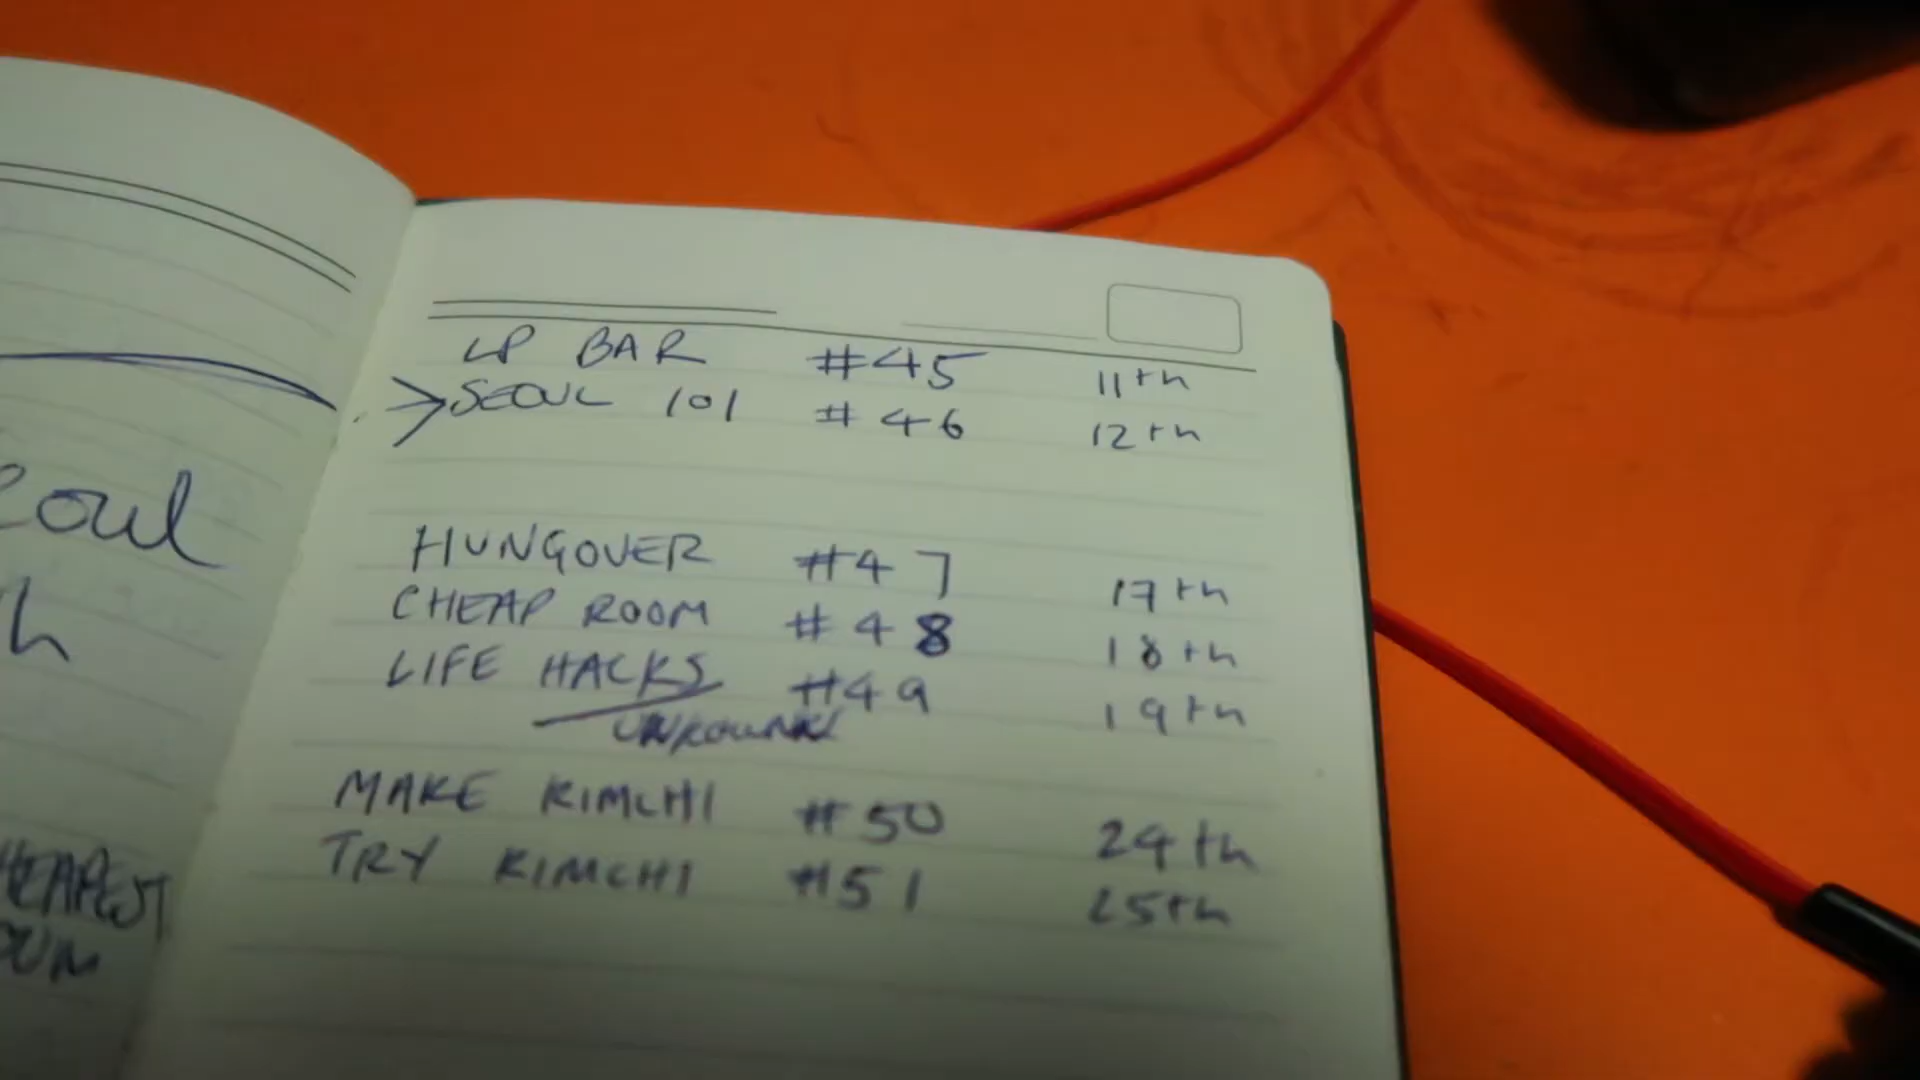 LP BAR #45 11th
>SEOUL 101 #46 12th
HUNGOVER #47 17th
CHEAP ROOM #48 18th
LIFE HACKS #49 19th
UNKOWNN
MAKE KIMCHI #50 24th
TRY KIMCHI #51 25th